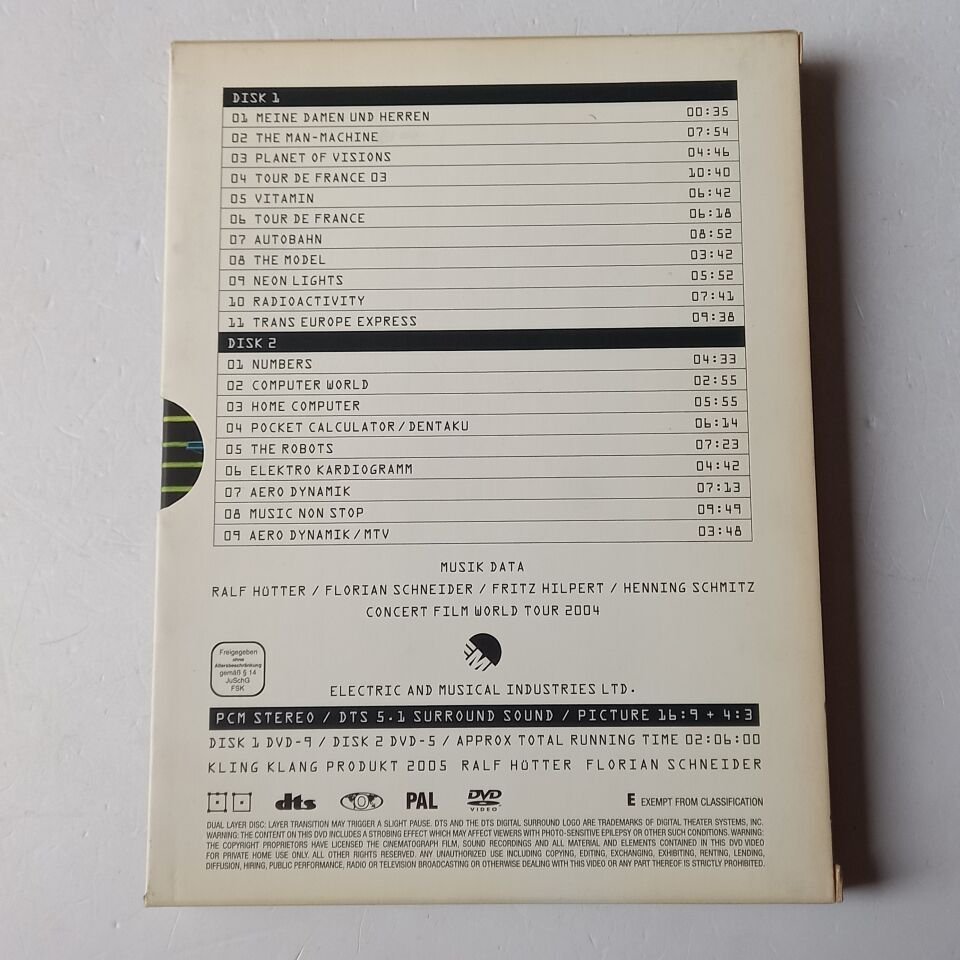 DISK 1
01 MEINE DAMEN UND HERREN 00:35
02 THE MAN-MACHINE 07:54
03 PLANET OF VISIONS 04:46
04 TOUR DE FRANCE 03 10:40
05 VITAMIN 06:42
06 TOUR DE FRANCE 06:18
07 AUTOBAHN 08:52
08 THE MODEL 03:42
09 NEON LIGHTS 05:52
10 RADIOACTIVITY 07:41
11 TRANS EUROPE EXPRESS 09:38
DISK 2
01 NUMBERS 04:33
02 COMPUTER WORLD 02:55
03 HOME COMPUTER 05:55
04 POCKET CALCULATOR/DENTAKU 06:14
05 THE ROBOTS 07:23
06 ELEKTRO KARDIOGRAMM 04:42
07 AERO DYNAMIK 07:13
08 MUSIC NON STOP 09:49
09 AERO DYNAMIK/MTV 03:48
MUSIK DATA
RALF HÜTTER / FLORIAN SCHNEIDER / FRITZ HILPERT / HENNING SCHMITZ
CONCERT FILM WORLD TOUR 2004
EMI
Freigegeben
ohne
Altersbeschränkung
gemäß § 14
JuSchG
FSK
ELECTRIC AND MUSICAL INDUSTRIES LTD.
PCM STEREO / DTS 5.1 SURROUND SOUND / PICTURE 16:9 + 4:3
DISK 1 DVD-9 / DISK 2 DVD-5 / APPROX TOTAL RUNNING TIME 02:06:00
KLING KLANG PRODUKT 2005 RALF HÜTTER FLORIAN SCHNEIDER
dts 0 PAL DVD VIDEO E EXEMPT FROM CLASSIFICATION
DUAL LAYER DISC: LAYER TRANSITION MAY TRIGGER A SLIGHT PAUSE. DTS AND THE DTS DIGITAL SURROUND LOGO ARE TRADEMARKS OF DIGITAL THEATER SYSTEMS, INC.
WARNING: THE CONTENT ON THIS DVD INCLUDES A STROBING EFFECT WHICH MAY AFFECT VIEWERS WITH PHOTO-SENSITIVE EPILEPSY OR OTHER SUCH CONDITIONS. WARNING:
THE COPYRIGHT PROPRIETORS HAVE LICENSED THE CINEMATOGRAPH FILM, SOUND RECORDINGS AND ALL MATERIAL AND ELEMENTS CONTAINED IN THIS DVD VIDEO
FOR PRIVATE HOME USE ONLY. ALL OTHER RIGHTS RESERVED. ANY UNAUTHORIZED USE INCLUDING COPYING, EDITING, EXCHANGING, EXHIBITING, RENTING, LENDING,
DIFFUSION, HIRING, PUBLIC PERFORMANCE, RADIO OR TELEVISION BROADCASTING OR OTHERWISE DEALING WITH THIS VIDEO OR ANY PART THEREOF IS STRICTLY PROHIBITED.